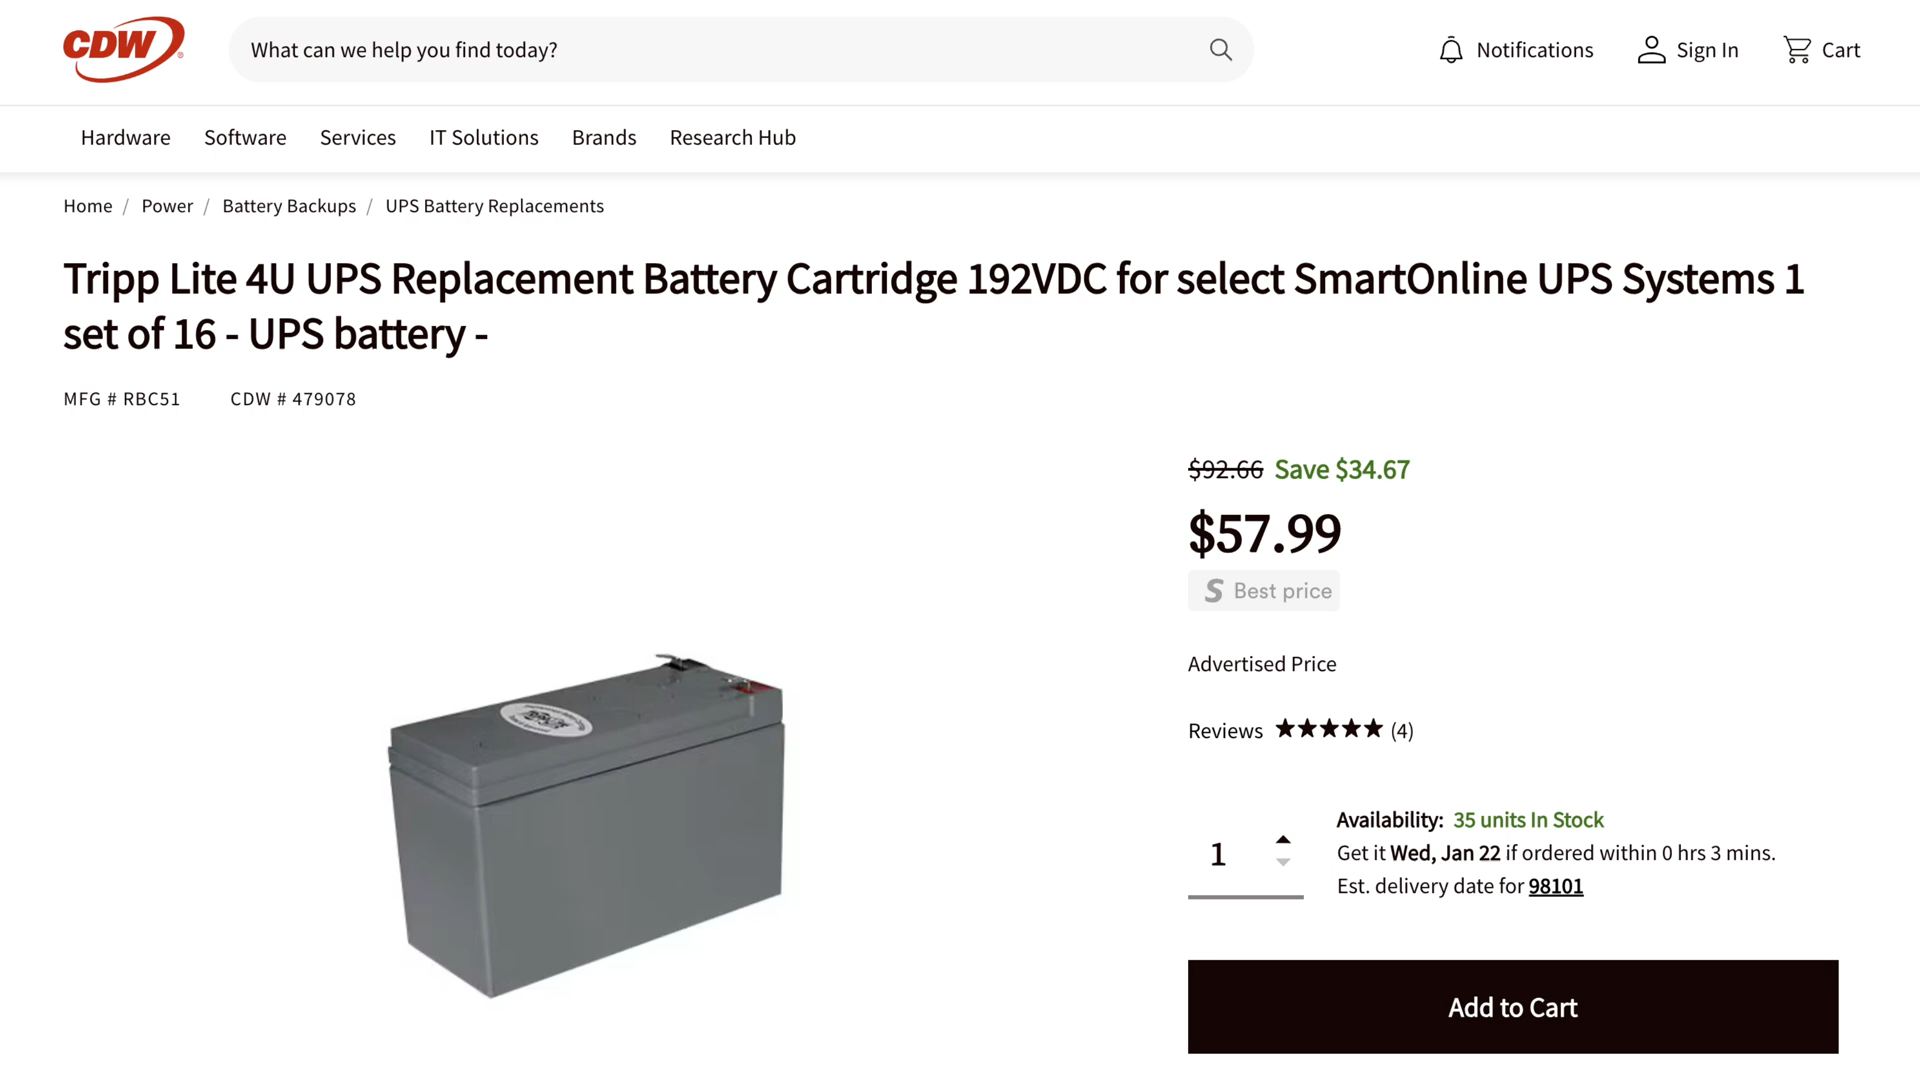 CDW
What can we help you find today?
Notifications
Sign In
Cart
Hardware Software Services IT Solutions Brands Research Hub
Home / Power / Battery Backups / UPS Battery Replacements
Tripp Lite 4U UPS Replacement Battery Cartridge 192VDC for select SmartOnline UPS Systems 1
set of 16 - UPS battery -
MFG # RBC51 CDW # 479078
$92.66 Save $34.67
$57.99
S Best price
Advertised Price
Reviews ★★★★★ (4)
1
Availability: 35 units In Stock
Get it Wed, Jan 22 if ordered within 0 hrs 3 mins.
Est. delivery date for 98101
Add to Cart